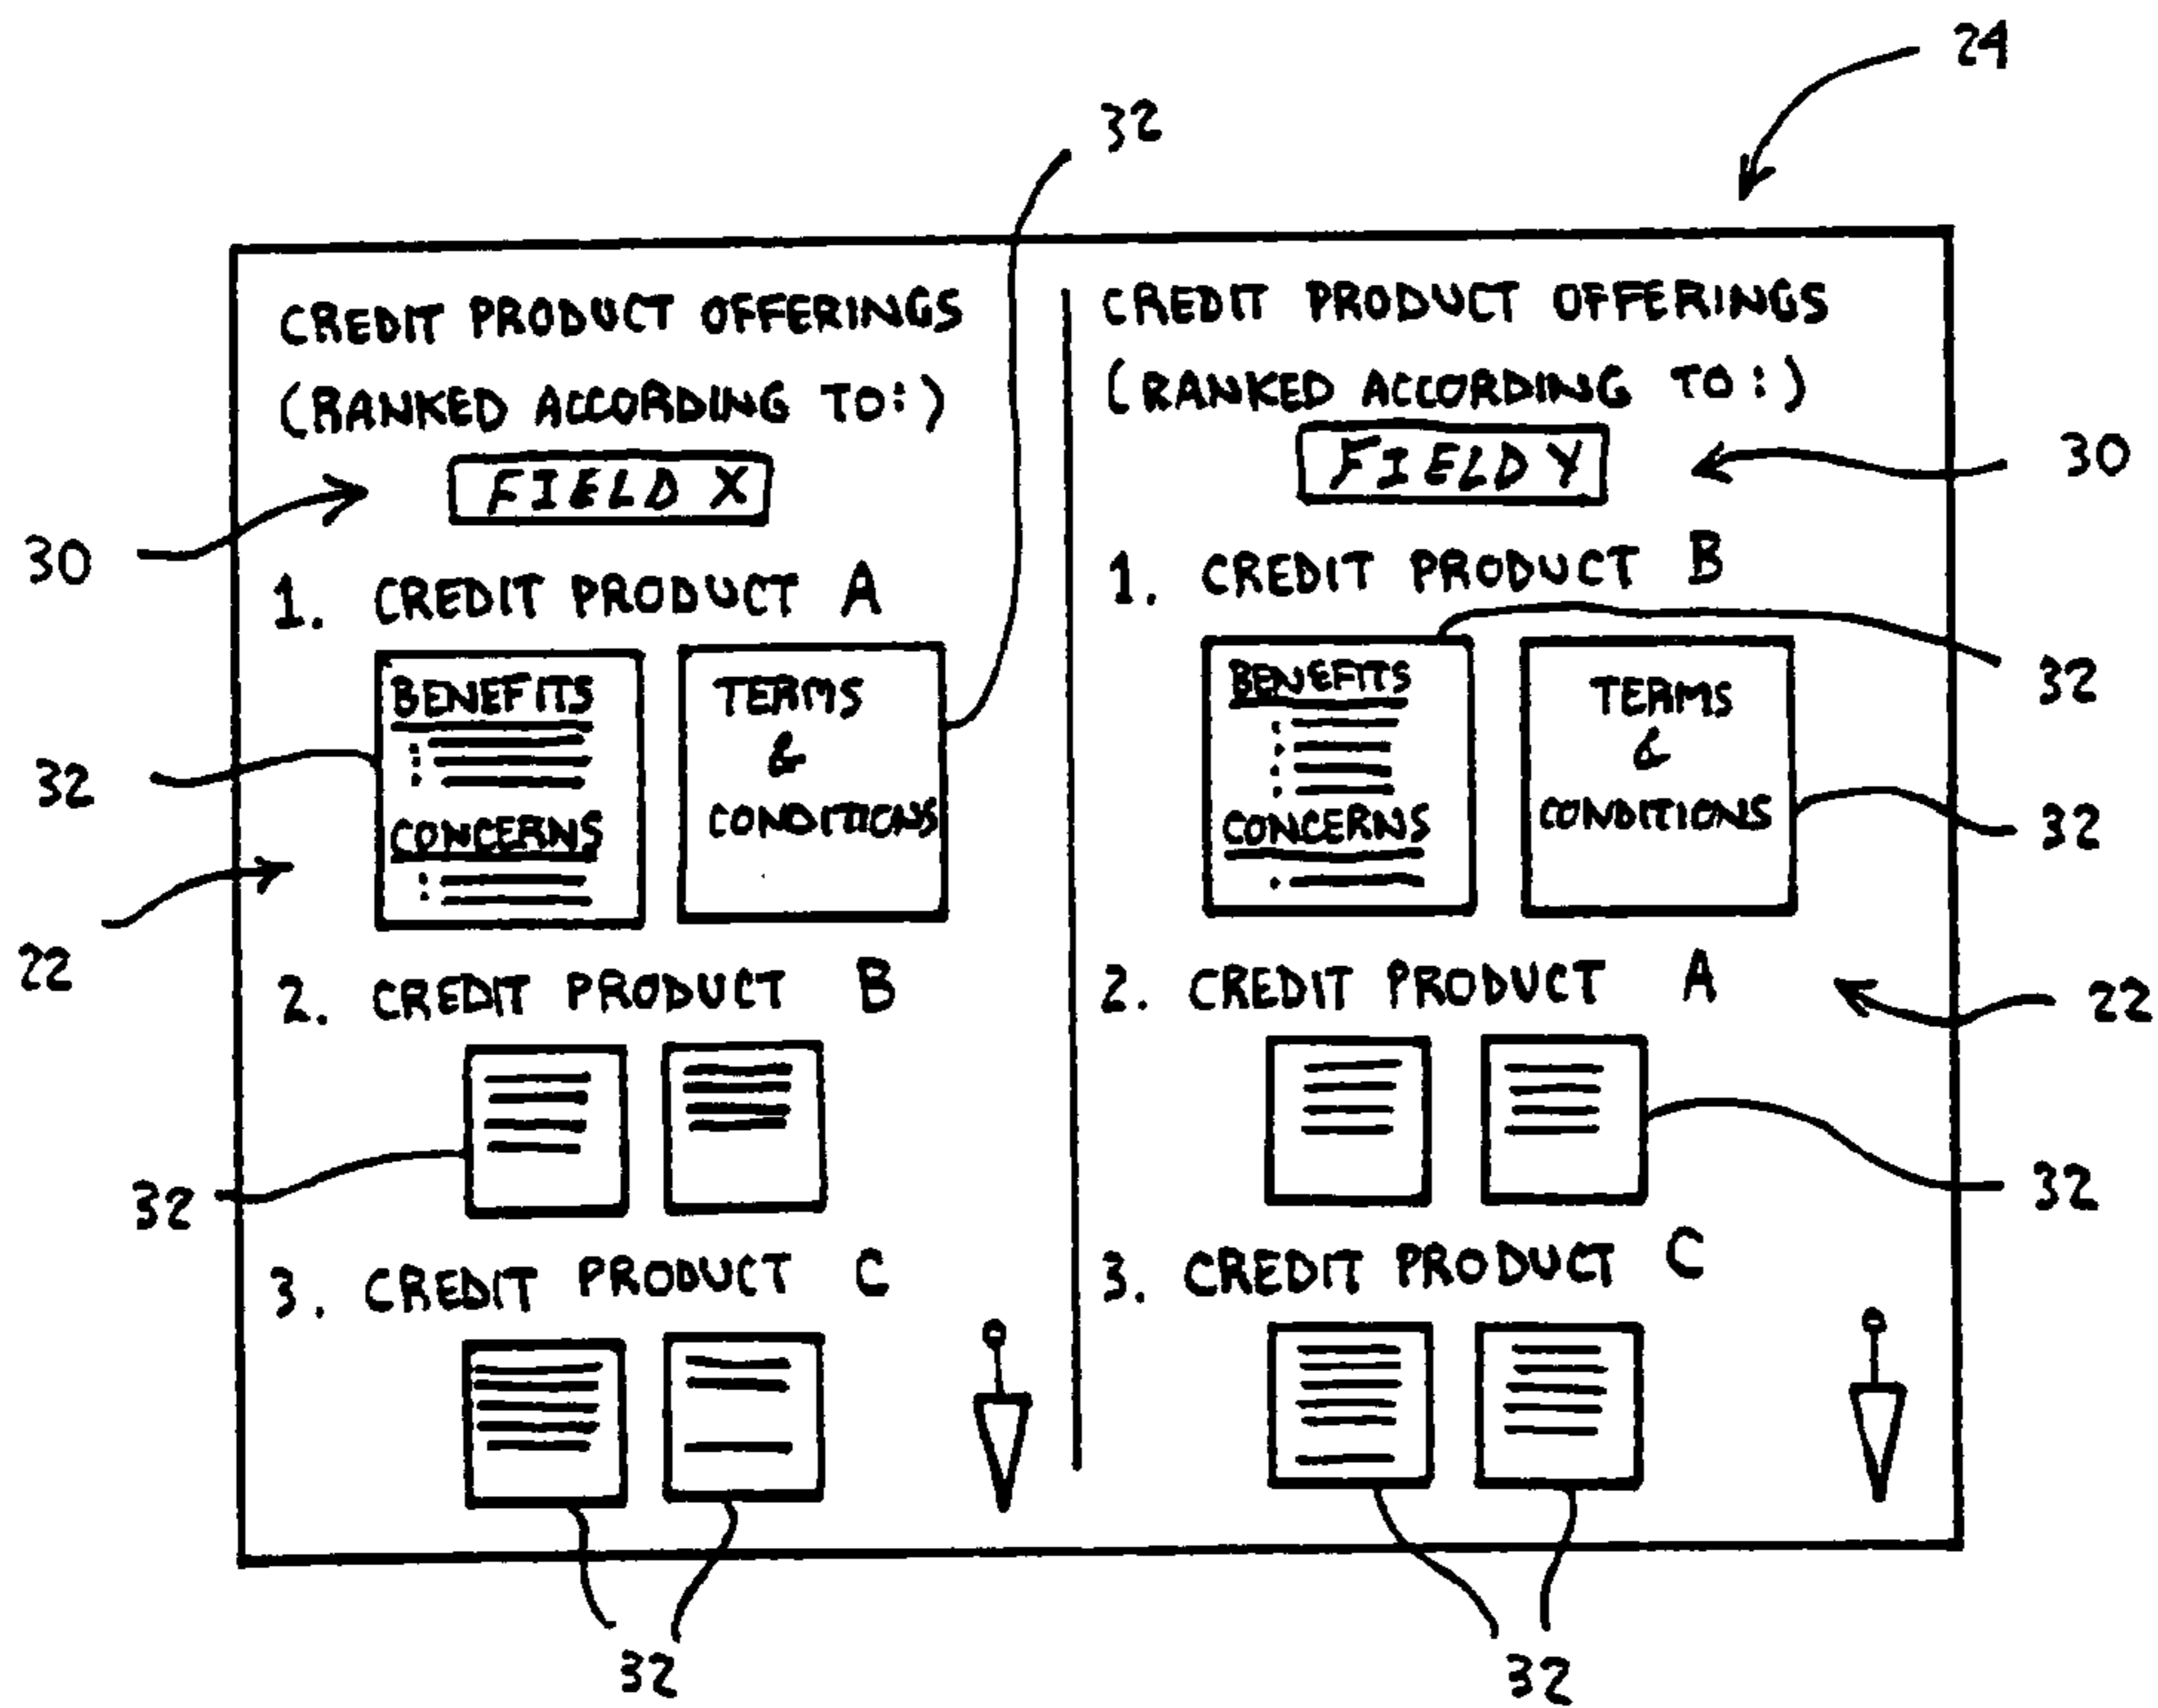 24
32
CREDIT PRODUCT OFFERINGS
(RANKED ACCORDING TO:)
FIELD X
30
1. CREDIT PRODUCT A
BENEFITS
CONCERNS
TERMS
&
CONDITIONS
32
22
2. CREDIT PRODUCT B
32
3. CREDIT PRODUCT C
32
CREDIT PRODUCT OFFERINGS
(RANKED ACCORDING TO:)
FIELD Y
30
1. CREDIT PRODUCT B
BENEFITS
CONCERNS
TERMS
&
CONDITIONS
32
32
2. CREDIT PRODUCT A
22
32
3. CREDIT PRODUCT C
32